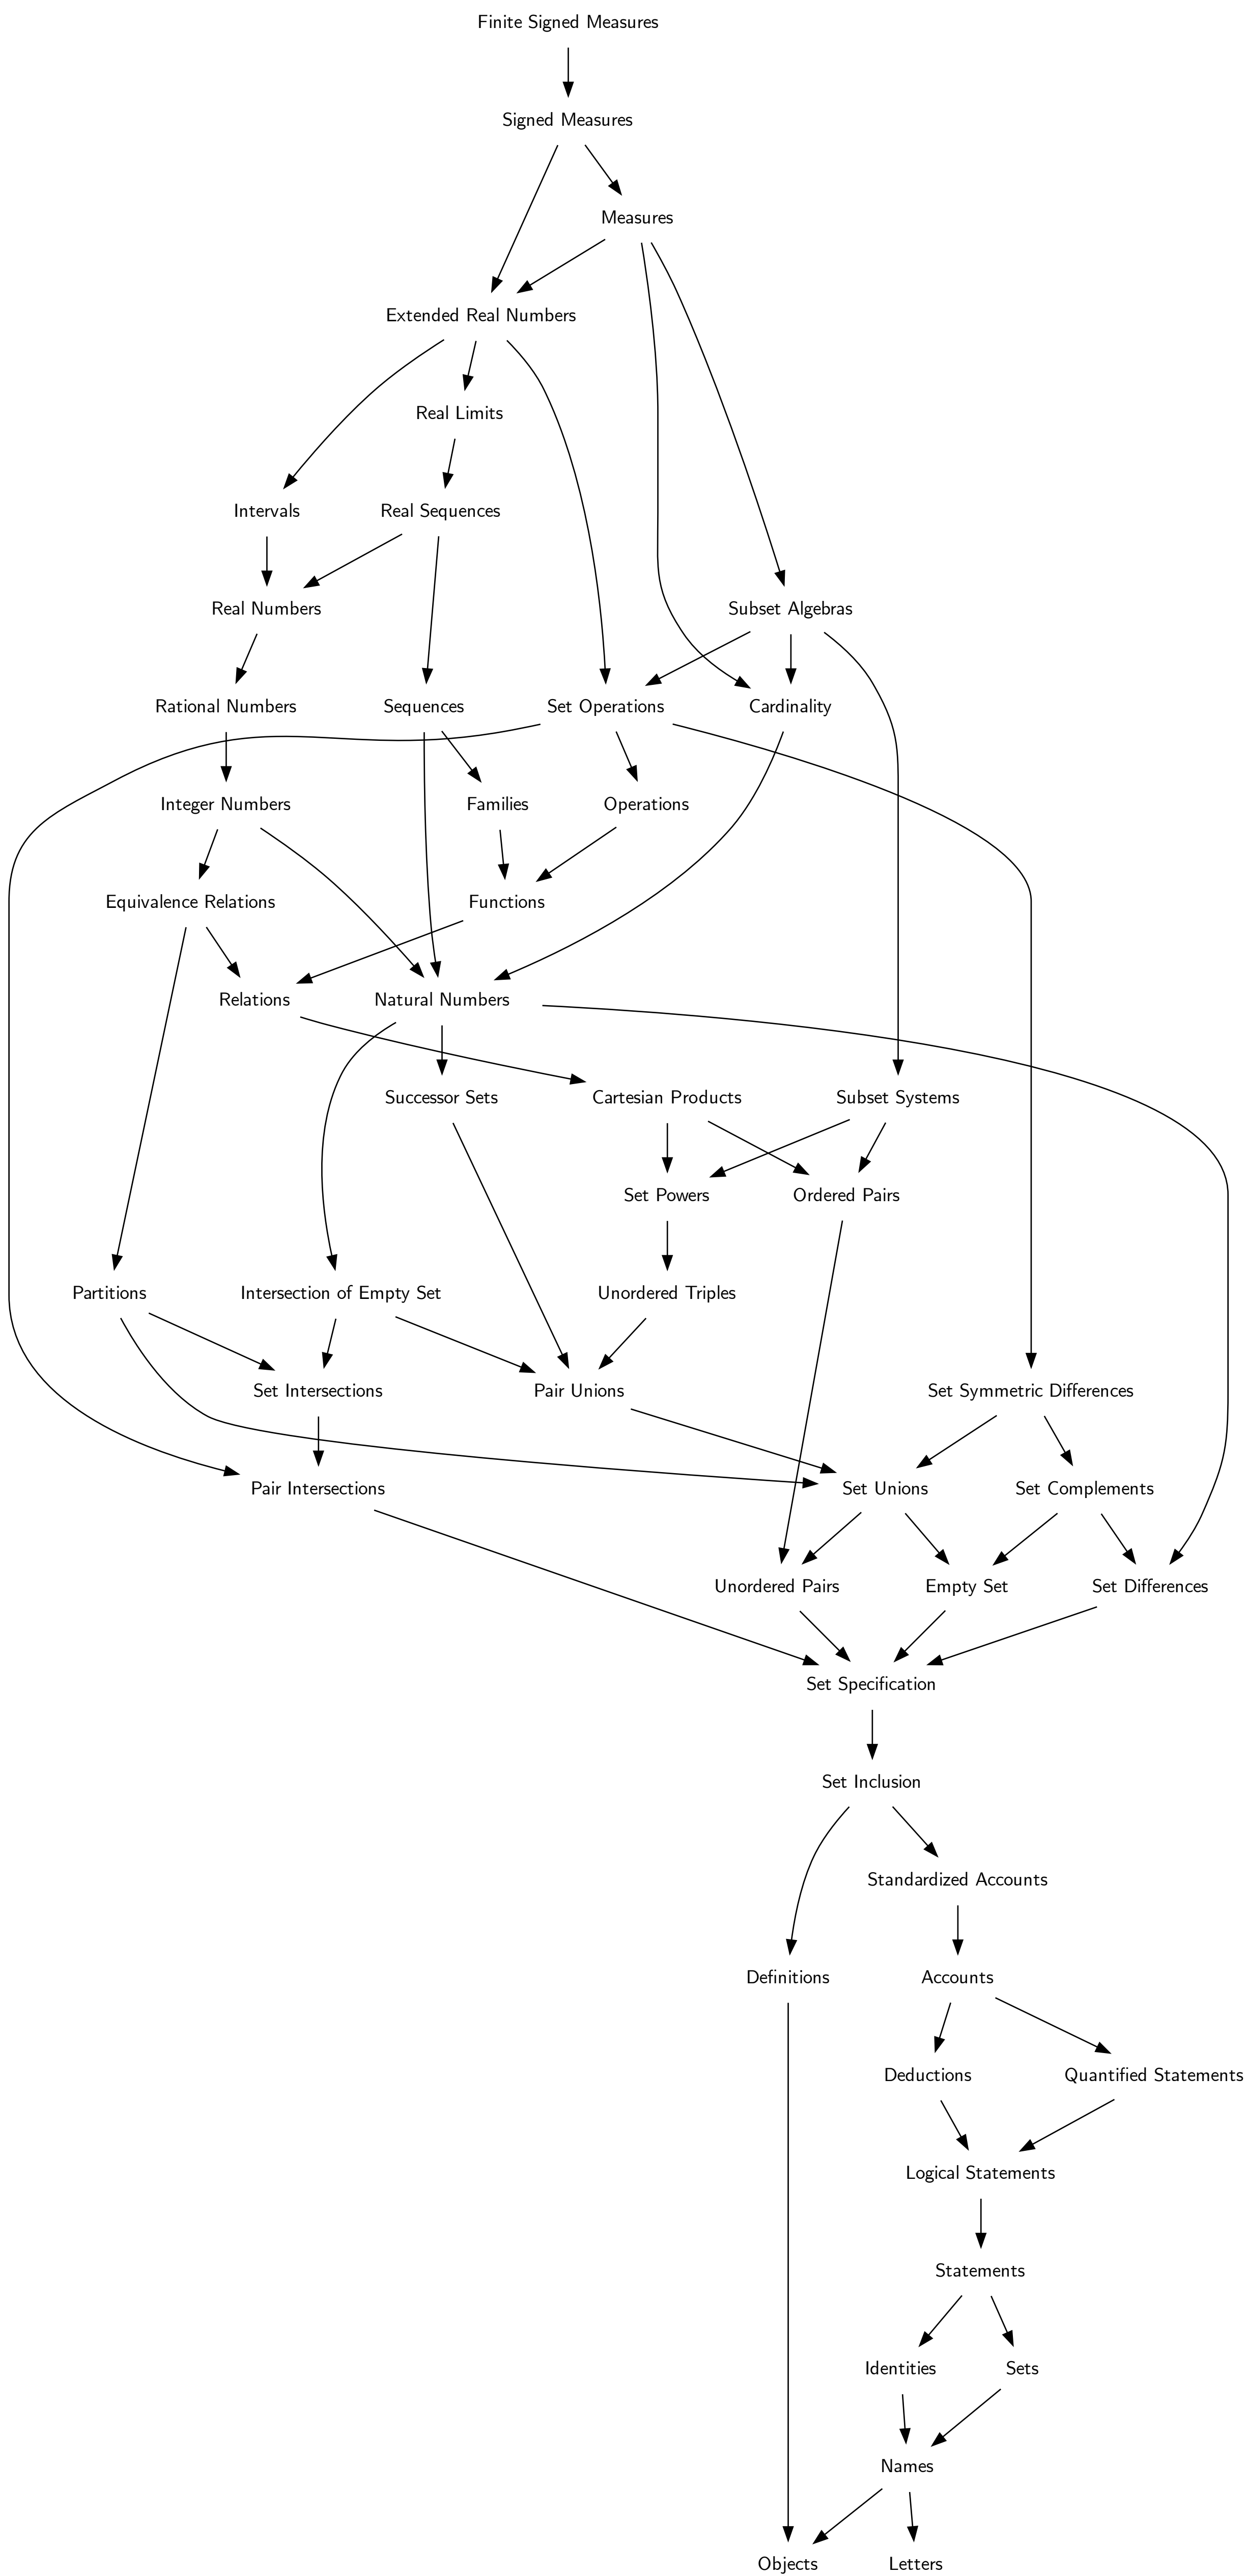 Finite Signed Measures
Signed Measures
Measures
Extended Real Numbers
Real Limits
Intervals
Real Sequences
Real Numbers
Subset Algebras
Rational Numbers
Sequences
Set Operations
Cardinality
Integer Numbers
Families
Operations
Equivalence Relations
Functions
Relations
Natural Numbers
Successor Sets
Cartesian Products
Subset Systems
Set Powers
Ordered Pairs
Partitions
Intersection of Empty Set
Unordered Triples
Set Intersections
Pair Unions
Set Symmetric Differences
Pair Intersections
Set Unions
Set Complements
Unordered Pairs
Empty Set
Set Differences
Set Specification
Set Inclusion
Standardized Accounts
Definitions
Accounts
Deductions
Quantified Statements
Logical Statements
Statements
Identities
Sets
Names
Objects
Letters